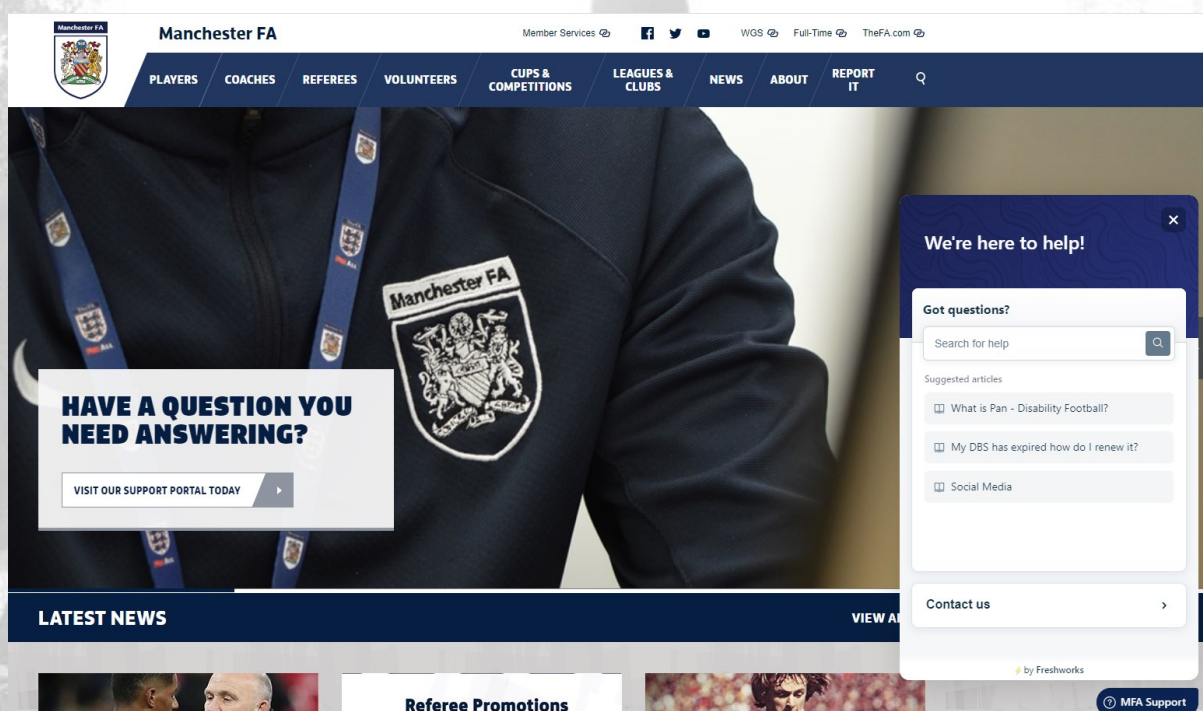 Manchester FA
Manchester FA
Member Services
WGS
Full-Time
TheFA.com
PLAYERS
COACHES
REFEREES
VOLUNTEERS
CUPS &
COMPETITIONS
LEAGUES &
CLUBS
NEWS
ABOUT
REPORT
IT
Manchester FA
HAVE A QUESTION YOU
NEED ANSWERING?
VISIT OUR SUPPORT PORTAL TODAY
We're here to help!
Got questions?
Search for help
Suggested articles
What is Pan - Disability Football?
My DBS has expired how do I renew it?
Social Media
Contact us
by Freshworks
LATEST NEWS
VIEW
Referee Promotions
MFA Support